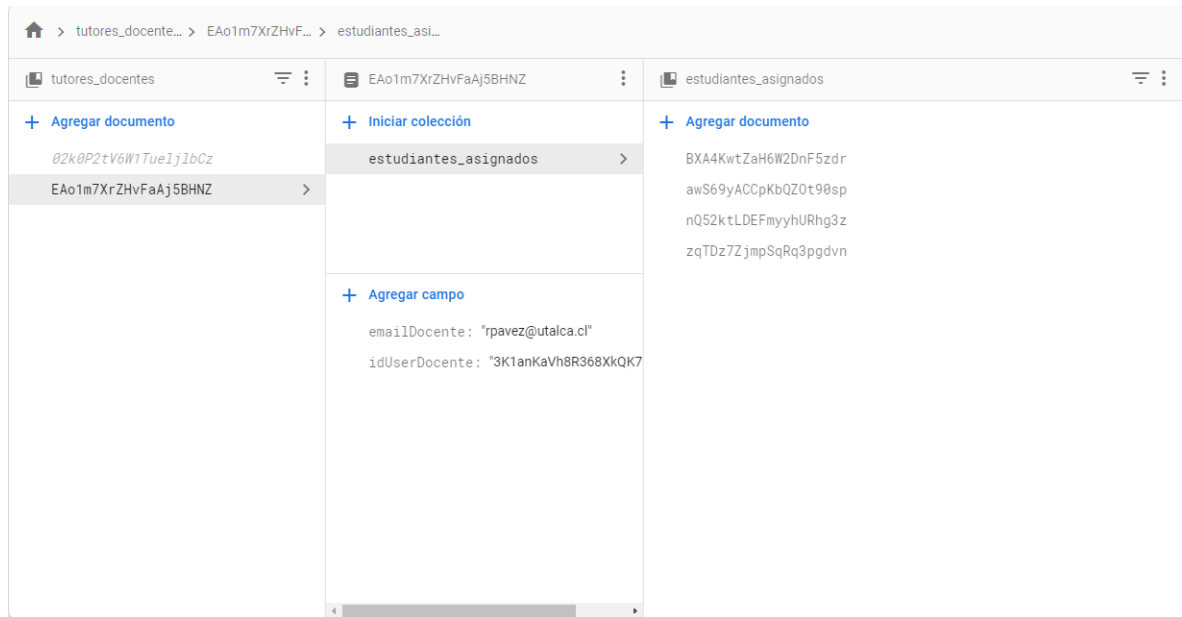 tutores_docente... > EAo1m7XrZHvF... > estudiantes_asi...
tutores_docentes
Agregar documento
02k0P2tV6W1TueljlbCz
EAo1m7XrZHvFaAj5BHNZ
EAo1m7XrZHvFaAj5BHNZ
Iniciar colección
estudiantes_asignados
Agregar campo
emailDocente: "rpavez@utalca.cl"
idUserDocente: "3K1anKaVh8R368XkQK7
estudiantes_asignados
Agregar documento
BXA4KwtZaH6W2DnF5zdr
awS69yACCpKbQZOt90sp
nQ52ktLDEFmyyhURhg3z
zqTDz7ZjmpSqRq3pgdvn